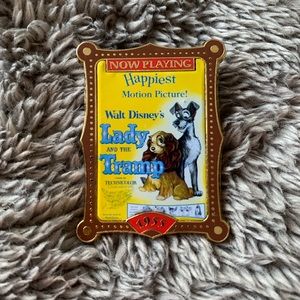 NOW PLAYING
Happiest
Motion Picture!
Walt Disney's
Lady
AND THE
Tramp
TECHNICOLOR
1955